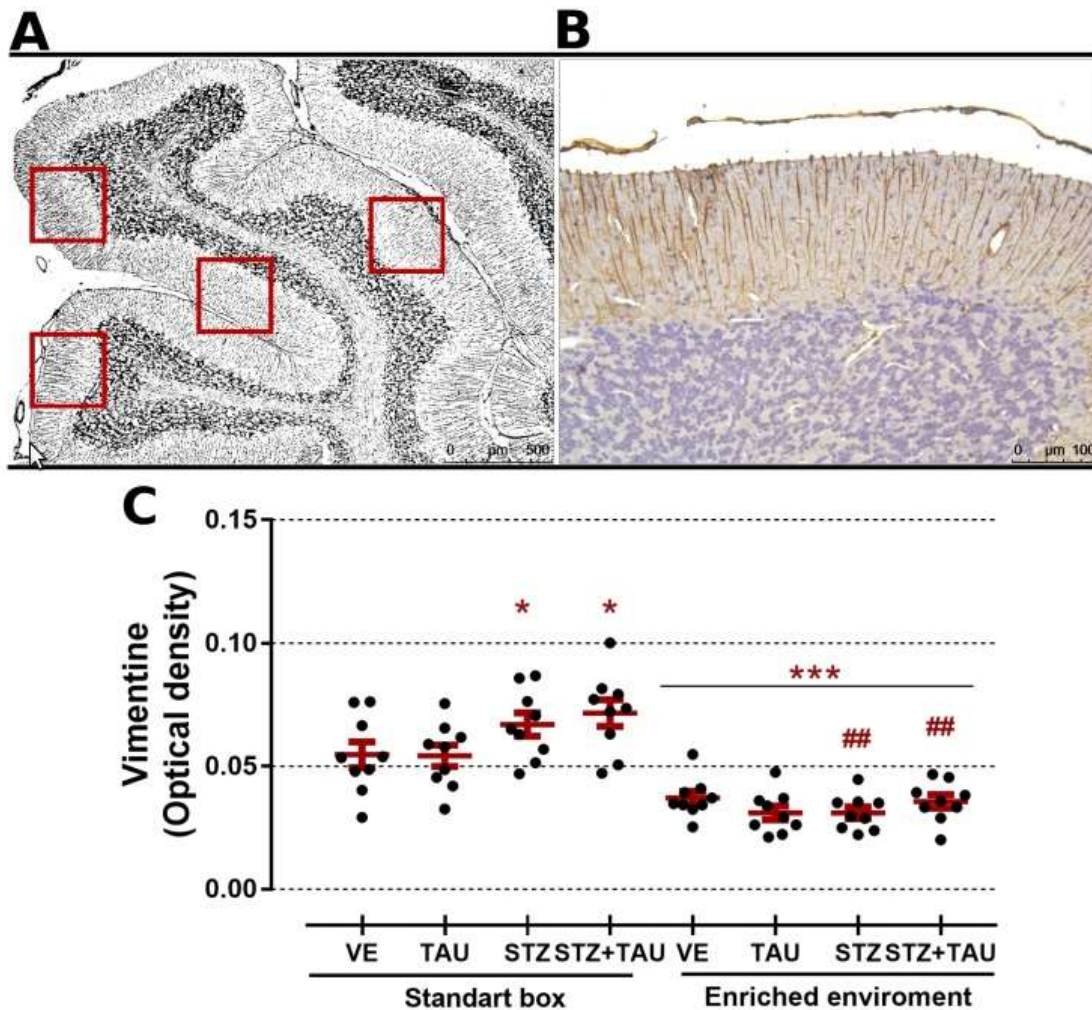 A
B
0 µm 500
0 µm 100
C
Vimentine
(Optical density)
0.15
0.10
0.05
0.00
* *
***
## ##
VE TAU STZ STZ+TAU VE TAU STZ STZ+TAU
Standart box Enriched enviroment